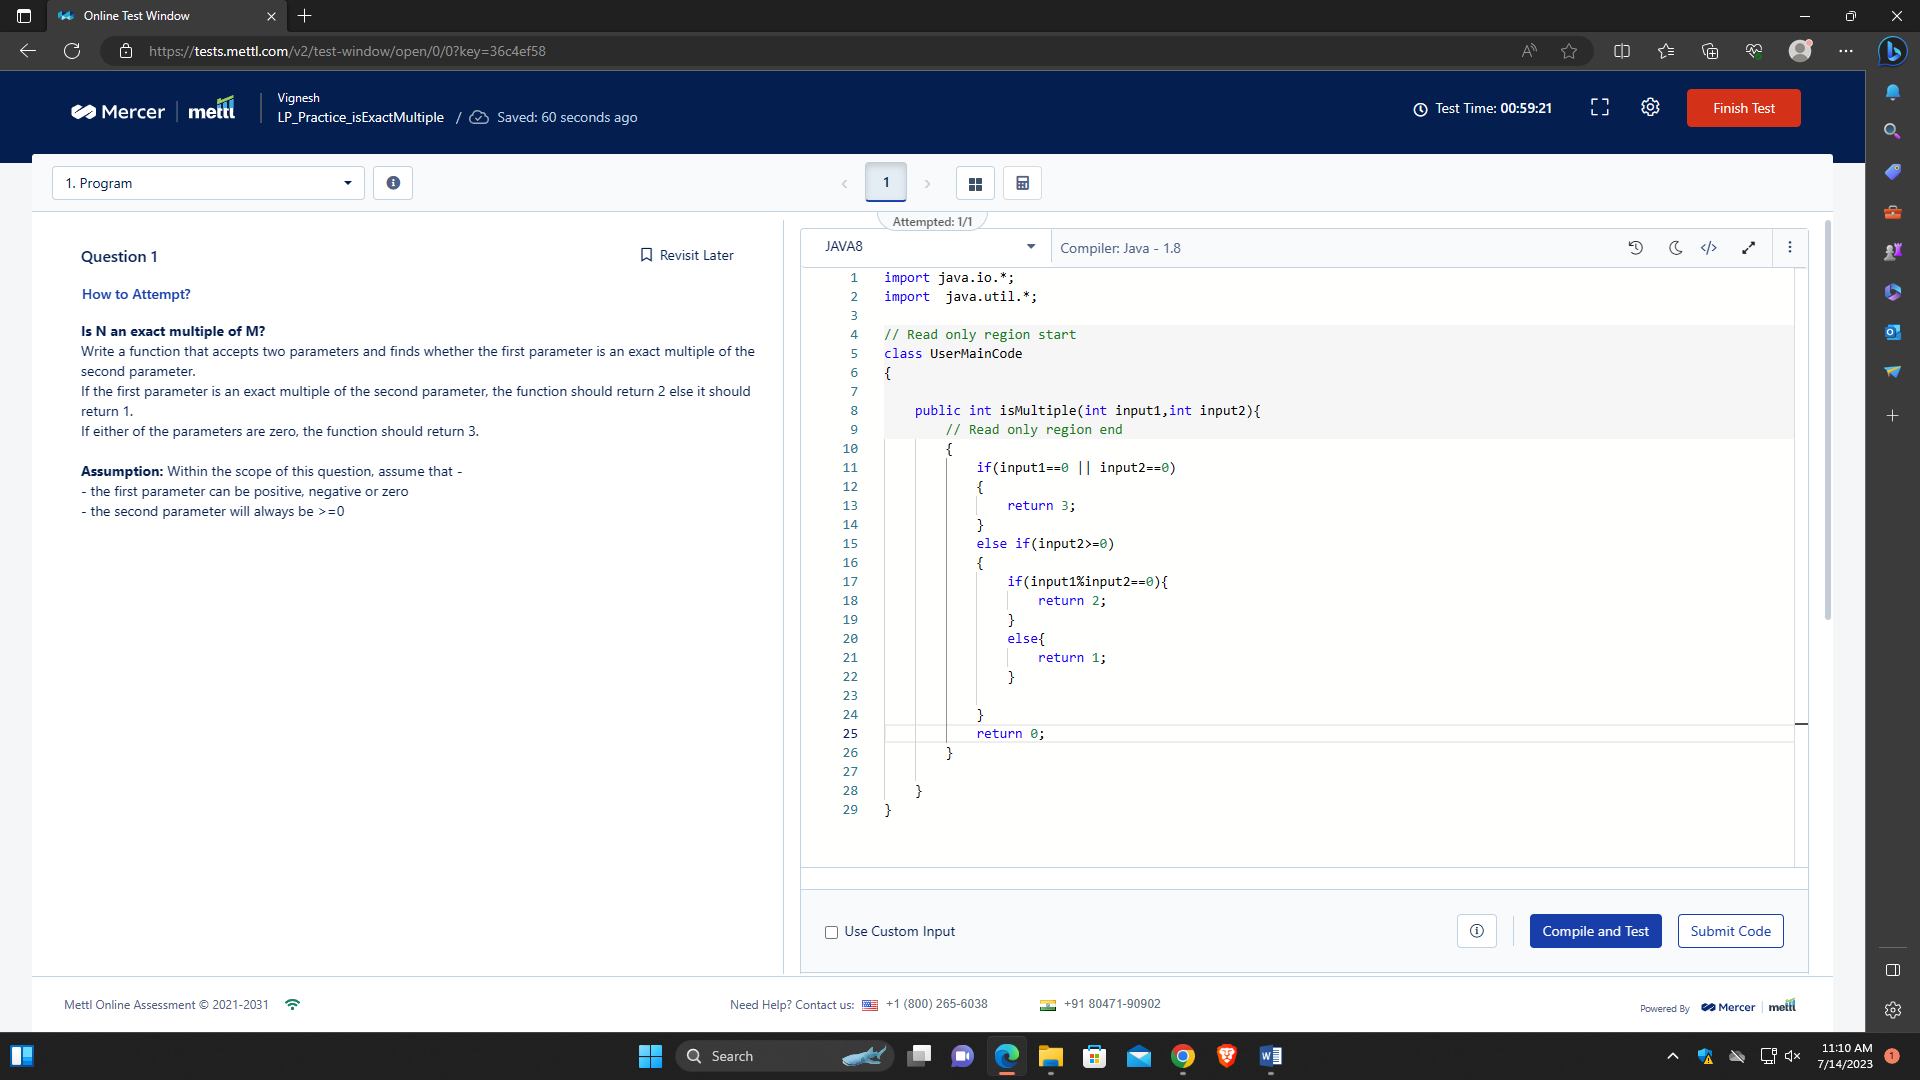 Online Test Window
https://tests.mettl.com/v2/test-window/open/0/0?key=36c4ef58
Mercer | mettl
Vignesh
LP_Practice_isExactMultiple / Saved: 60 seconds ago
Test Time: 00:59:21
Finish Test
1. Program
1
Attempted: 1/1
Question 1
Revisit Later
How to Attempt?
Is N an exact multiple of M?
Write a function that accepts two parameters and finds whether the first parameter is an exact multiple of the
second parameter.
If the first parameter is an exact multiple of the second parameter, the function should return 2 else it should
return 1.
If either of the parameters are zero, the function should return 3.
Assumption: Within the scope of this question, assume that -
- the first parameter can be positive, negative or zero
- the second parameter will always be >=0
JAVA8
Compiler: Java - 1.8
1 import java.io.*;
2 import  java.util.*;
3
4 // Read only region start
5 class UserMainCode
6 {
7
8     public int isMultiple(int input1,int input2){
9         // Read only region end
10         {
11             if(input1==0 || input2==0)
12             {
13                 return 3;
14             }
15             else if(input2>=0)
16             {
17                 if(input1%input2==0){
18                     return 2;
19                 }
20                 else{
21                     return 1;
22                 }
23
24             }
25             return 0;
26         }
27
28     }
29 }
Use Custom Input
Compile and Test
Submit Code
Mettl Online Assessment © 2021-2031
Need Help? Contact us: +1 (800) 265-6038
+91 80471-90902
Powered By Mercer | mettl
Search
11:10 AM
7/14/2023
1